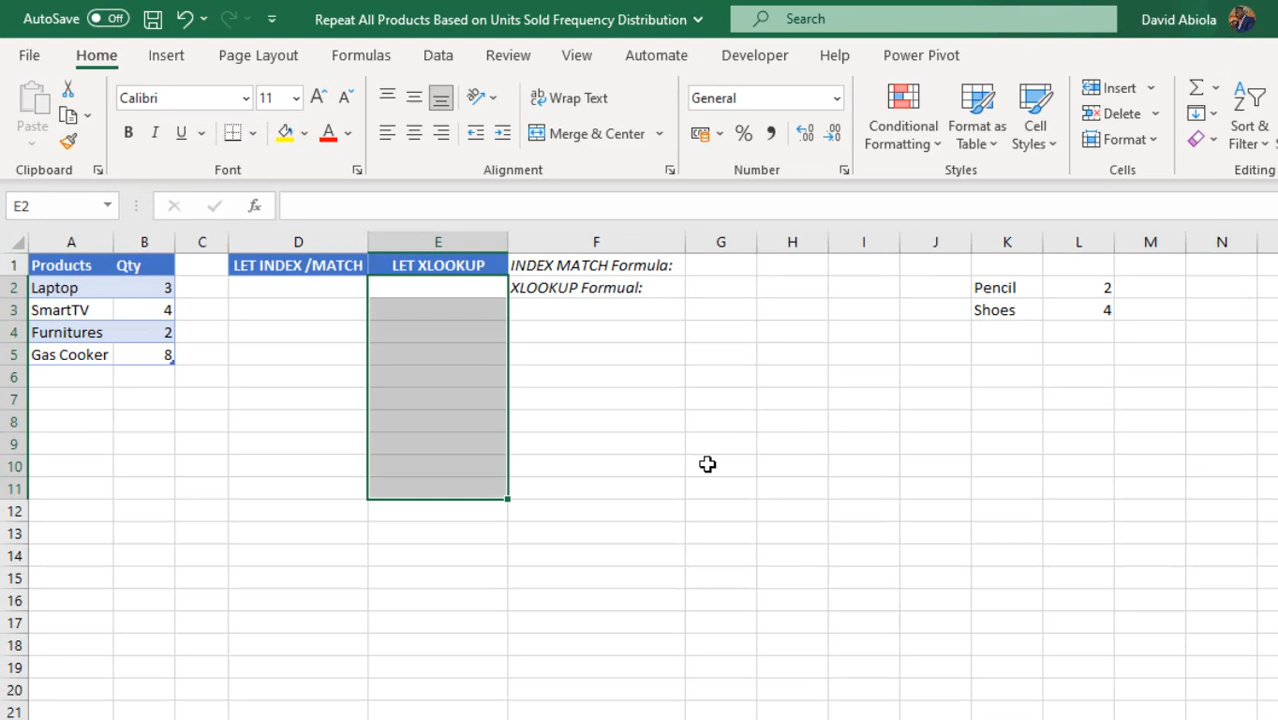 AutoSave Off Repeat All Products Based on Units Sold Frequency Distribution Search David Abiola
File Home Insert Page Layout Formulas Data Review View Automate Developer Help Power Pivot
Paste
Clipboard
Calibri 11
B I U
Font
Wrap Text
Merge & Center
Alignment
General
Number
Conditional Formatting
Format as Table
Cell Styles
Styles
Insert
Delete
Format
Cells
Sort & Filter
Editing
E2 fx
A B C D E F G H I J K L M N
1 Products Qty LET INDEX /MATCH LET XLOOKUP INDEX MATCH Formula:
2 Laptop 3 XLOOKUP Formual: Pencil 2
3 SmartTV 4 Shoes 4
4 Furnitures 2
5 Gas Cooker 8
6
7
8
9
10
11
12
13
14
15
16
17
18
19
20
21